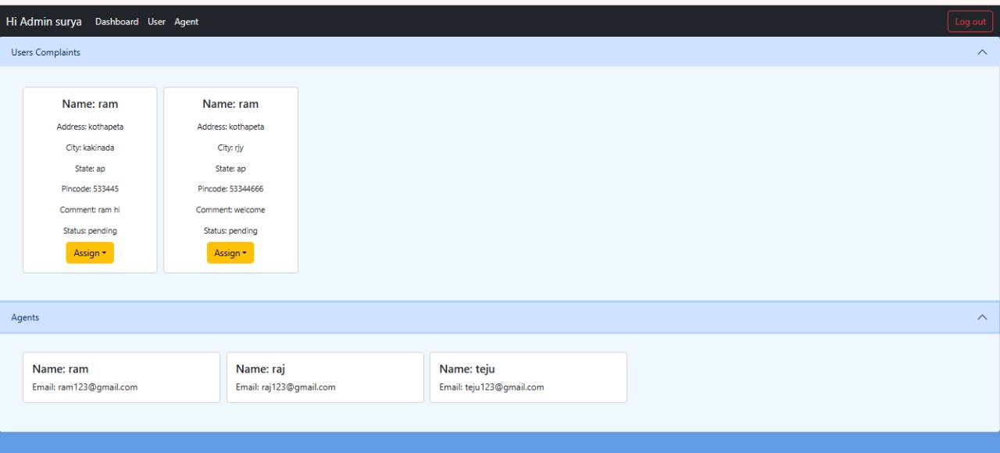 Hi Admin surya Dashboard User Agent Log out
Users Complaints
Name: ram
Address: kothapeta
City: kakinada
State: ap
Pincode: 533445
Comment: ram hi
Status: pending
Assign
Name: ram
Address: kothapeta
City: rjy
State: ap
Pincode: 53344666
Comment: welcome
Status: pending
Assign
Agents
Name: ram
Email: ram123@gmail.com
Name: raj
Email: raj123@gmail.com
Name: teju
Email: teju123@gmail.com